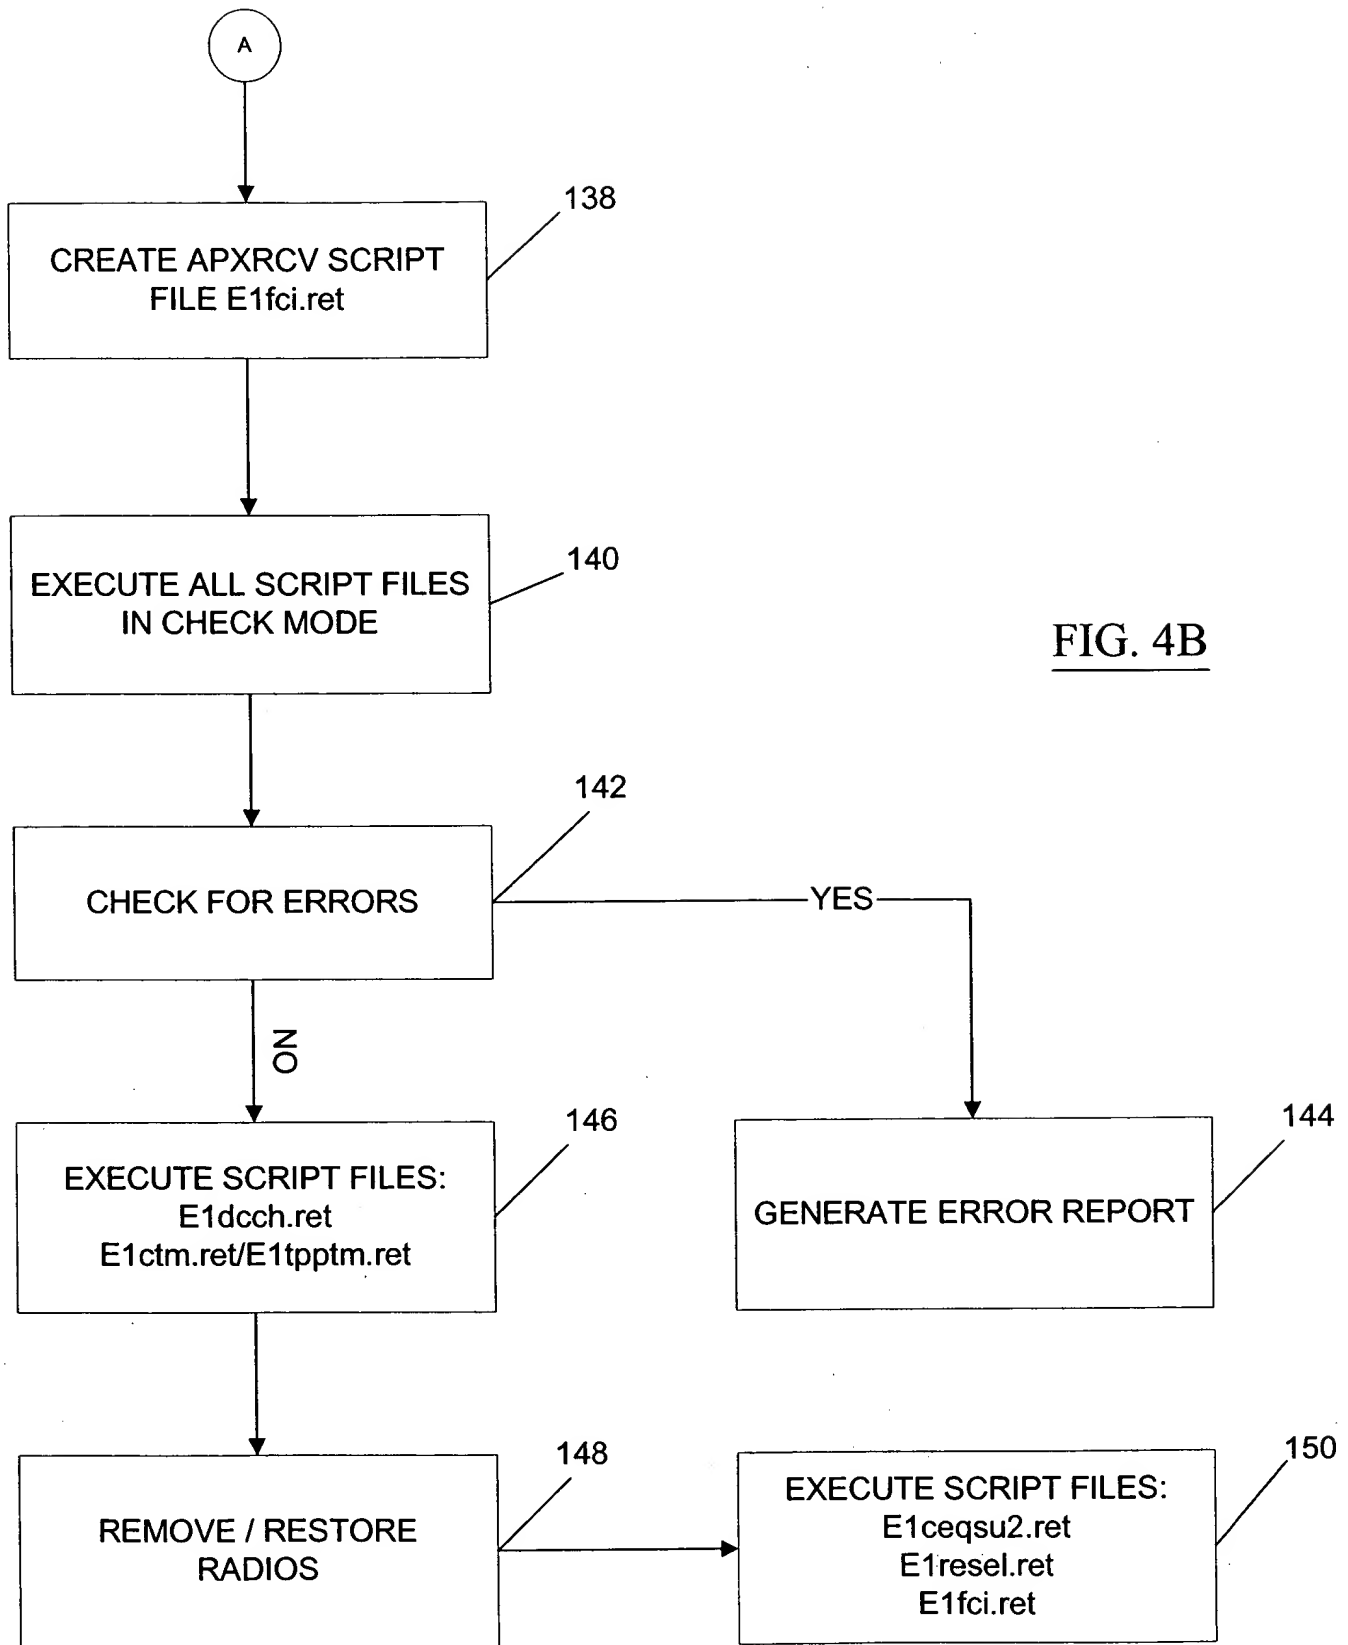 A
138
CREATE APXRCV SCRIPT
FILE E1fci.ret
140
EXECUTE ALL SCRIPT FILES
IN CHECK MODE
FIG. 4B
142
CHECK FOR ERRORS
YES
NO
146
EXECUTE SCRIPT FILES:
E1dcch.ret
E1ctm.ret/E1tpptm.ret
144
GENERATE ERROR REPORT
148
REMOVE / RESTORE
RADIOS
150
EXECUTE SCRIPT FILES:
E1ceqsu2.ret
E1resel.ret
E1fci.ret